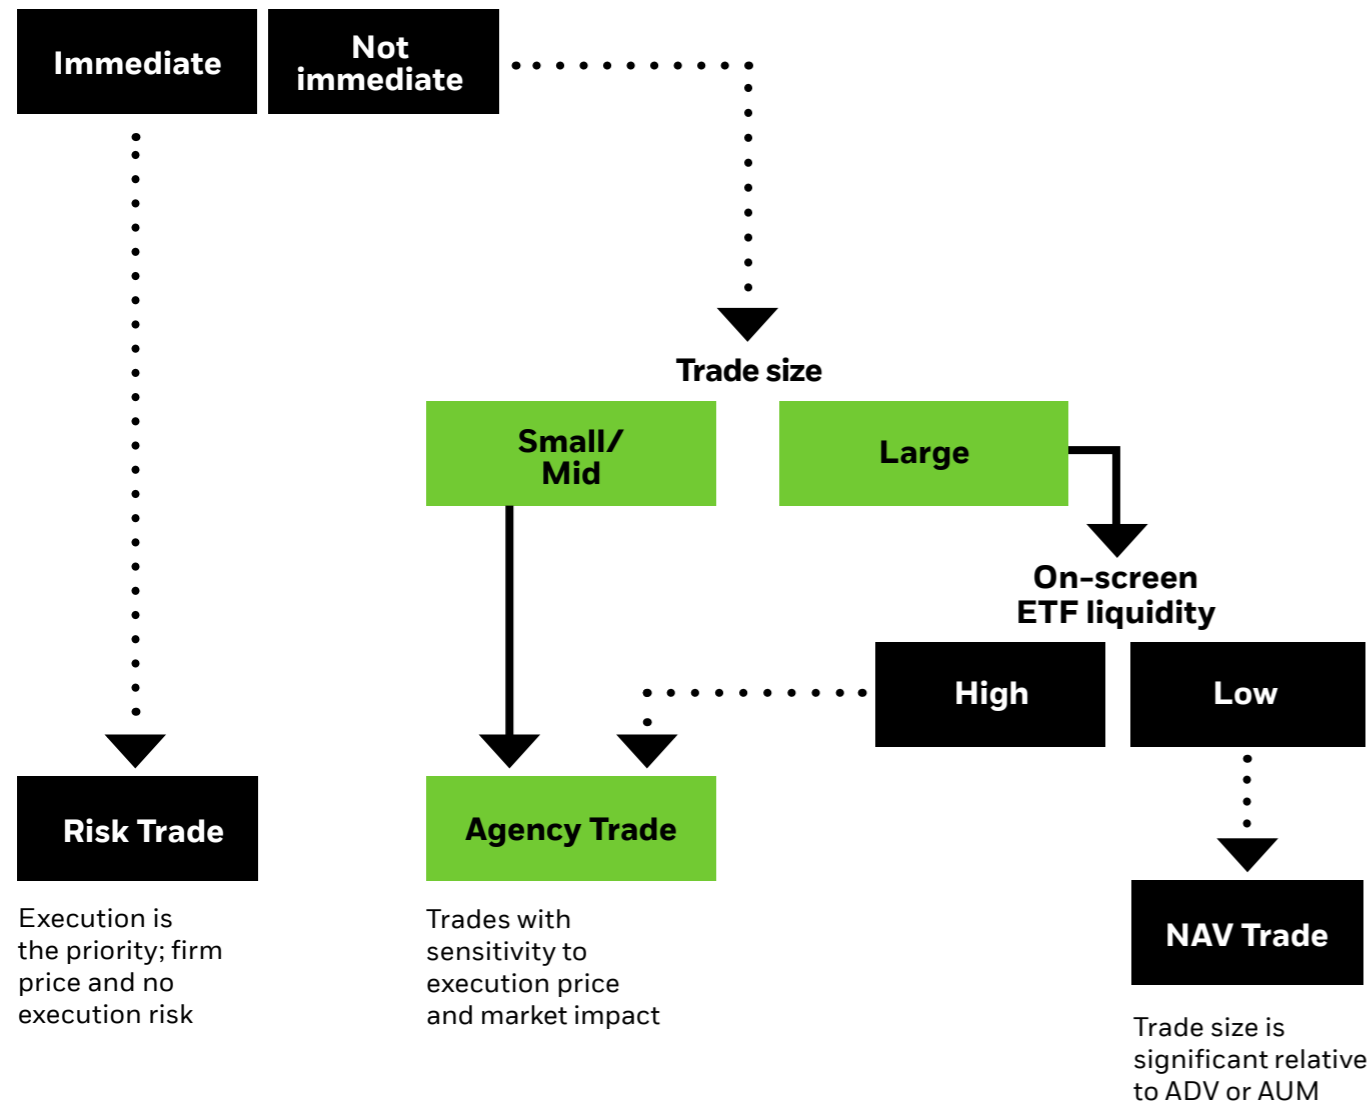 Immediate
Not
immediate
Trade size
Small/
Mid
Large
On-screen
ETF liquidity
High
Low
Risk Trade
Execution is
the priority; firm
price and no
execution risk
Agency Trade
Trades with
sensitivity to
execution price
and market impact
NAV Trade
Trade size is
significant relative
to ADV or AUM